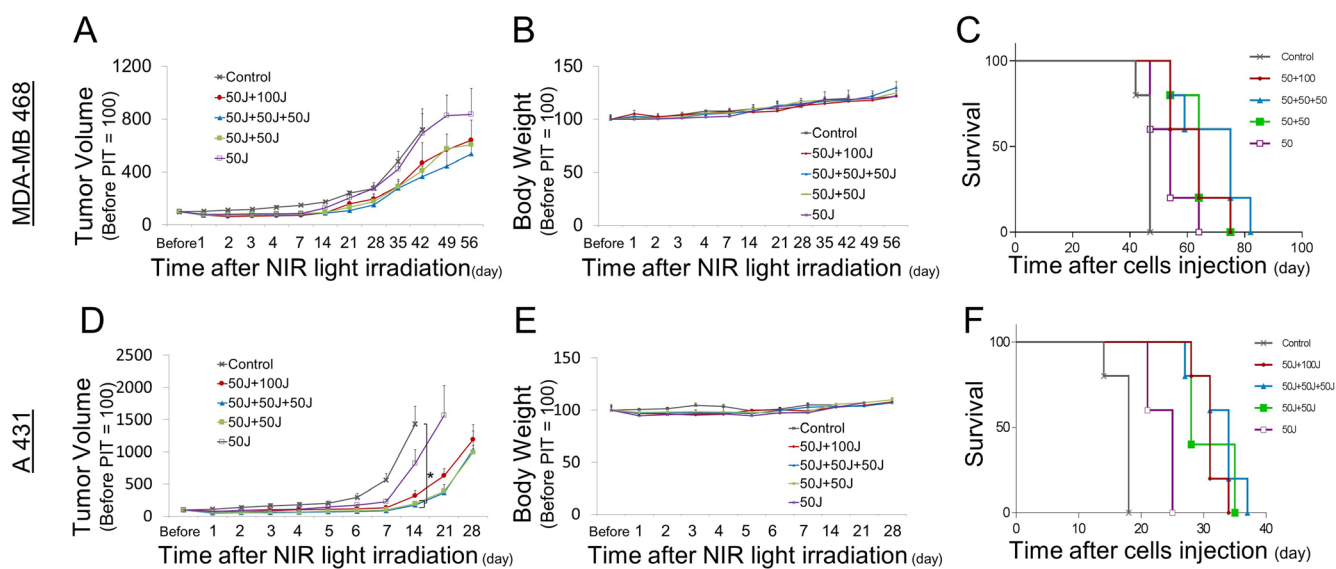 MDA-MB 468
A
Tumor Volume
(Before PIT = 100)
1200
800
400
0
Control
50J+100J
50J+50J+50J
50J+50J
50J
Before 1 2 3 4 7 14 21 28 35 42 49 56
Time after NIR light irradiation (day)
B
Body Weight
(Before PIT = 100)
150
100
50
0
Control
50J+100J
50J+50J+50J
50J+50J
50J
Before 1 2 3 4 7 14 21 28 35 42 49 56
Time after NIR light irradiation (day)
C
Survival
100
50
0
Control
50+100
50+50+50
50+50
50
0 20 40 60 80 100
Time after cells injection (day)
A 431
D
Tumor Volume
(Before PIT = 100)
2500
2000
1500
1000
500
0
Control
50J+100J
50J+50J+50J
50J+50J
50J
*
Before 1 2 3 4 5 6 7 14 21 28
Time after NIR light irradiation (day)
E
Body Weight
(Before PIT = 100)
150
100
50
0
Control
50J+100J
50J+50J+50J
50J+50J
50J
Before 1 2 3 4 5 6 7 14 21 28
Time after NIR light irradiation (day)
F
Survival
100
50
0
Control
50J+100J
50J+50J+50J
50J+50J
50J
0 10 20 30 40
Time after cells injection (day)